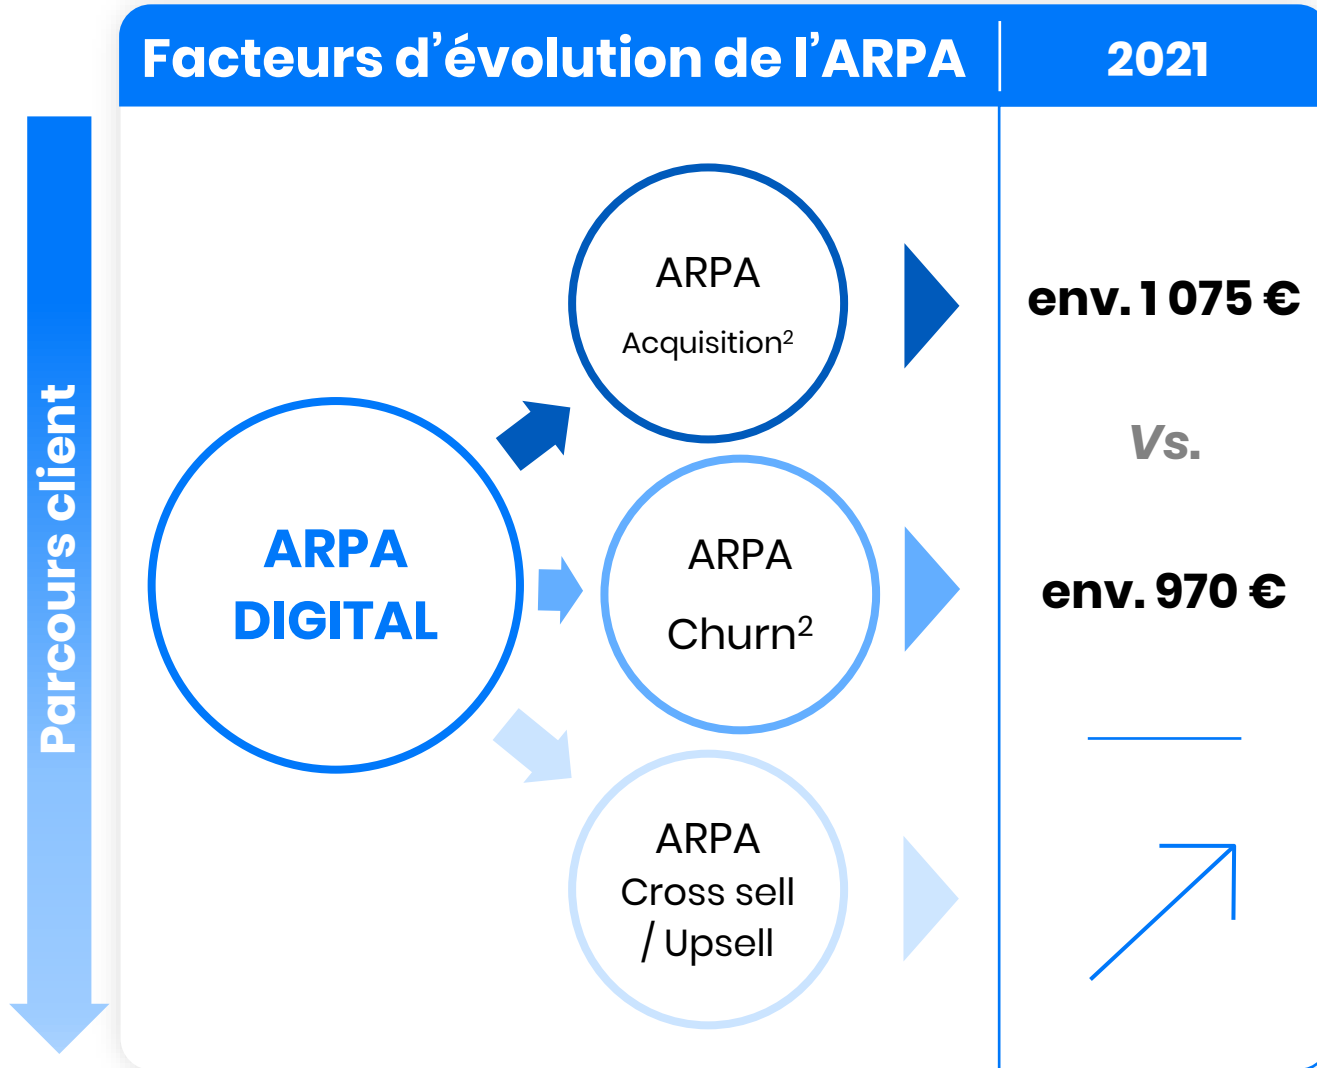 Facteurs d’évolution de l’ARPA
2021
Parcours client
ARPA
DIGITAL
ARPA
Acquisition²
env. 1 075 €
Vs.
ARPA
Churn²
env. 970 €
ARPA
Cross sell
/ Upsell